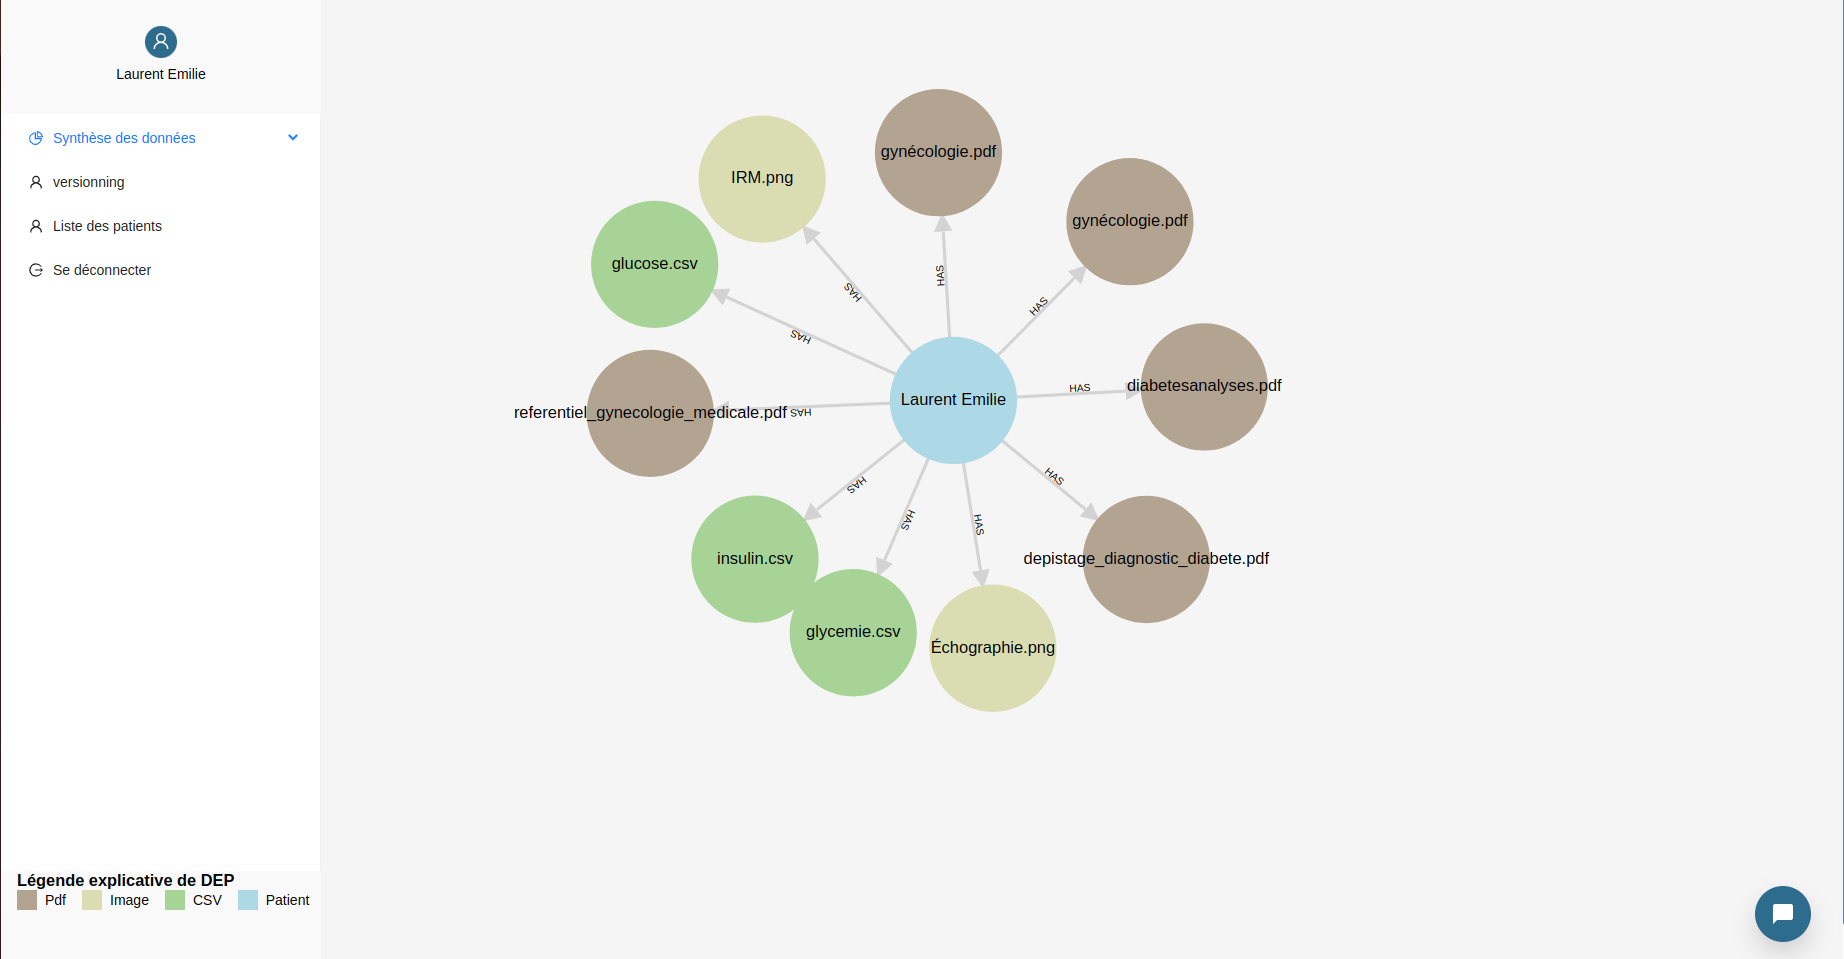 Laurent Emilie
Synthèse des données
versionning
Liste des patients
Se déconnecter
Légende explicative de DEP
Pdf Image CSV Patient
gynécologie.pdf
IRM.png
gynécologie.pdf
glucose.csv
HAS
HAS
HAS
HAS
diabetesanalyses.pdf
HAS
Laurent Emilie
referentiel_gynecologie_medicale.pdf
HAS
HAS
HAS
HAS
HAS
insulin.csv
depistage_diagnostic_diabete.pdf
glycemie.csv
Échographie.png